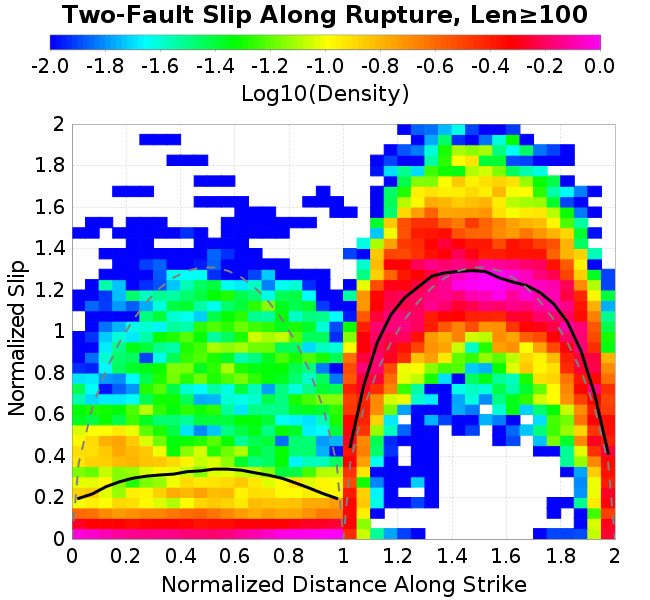 Two-Fault Slip Along Rupture, Len≥100
-2.0 -1.8 -1.6 -1.4 -1.2 -1.0 -0.8 -0.6 -0.4 -0.2 0.0
Log10(Density)
2
1.8
1.6
1.4
1.2
1
0.8
0.6
0.4
0.2
0
Normalized Slip
0 0.2 0.4 0.6 0.8 1 1.2 1.4 1.6 1.8 2
Normalized Distance Along Strike